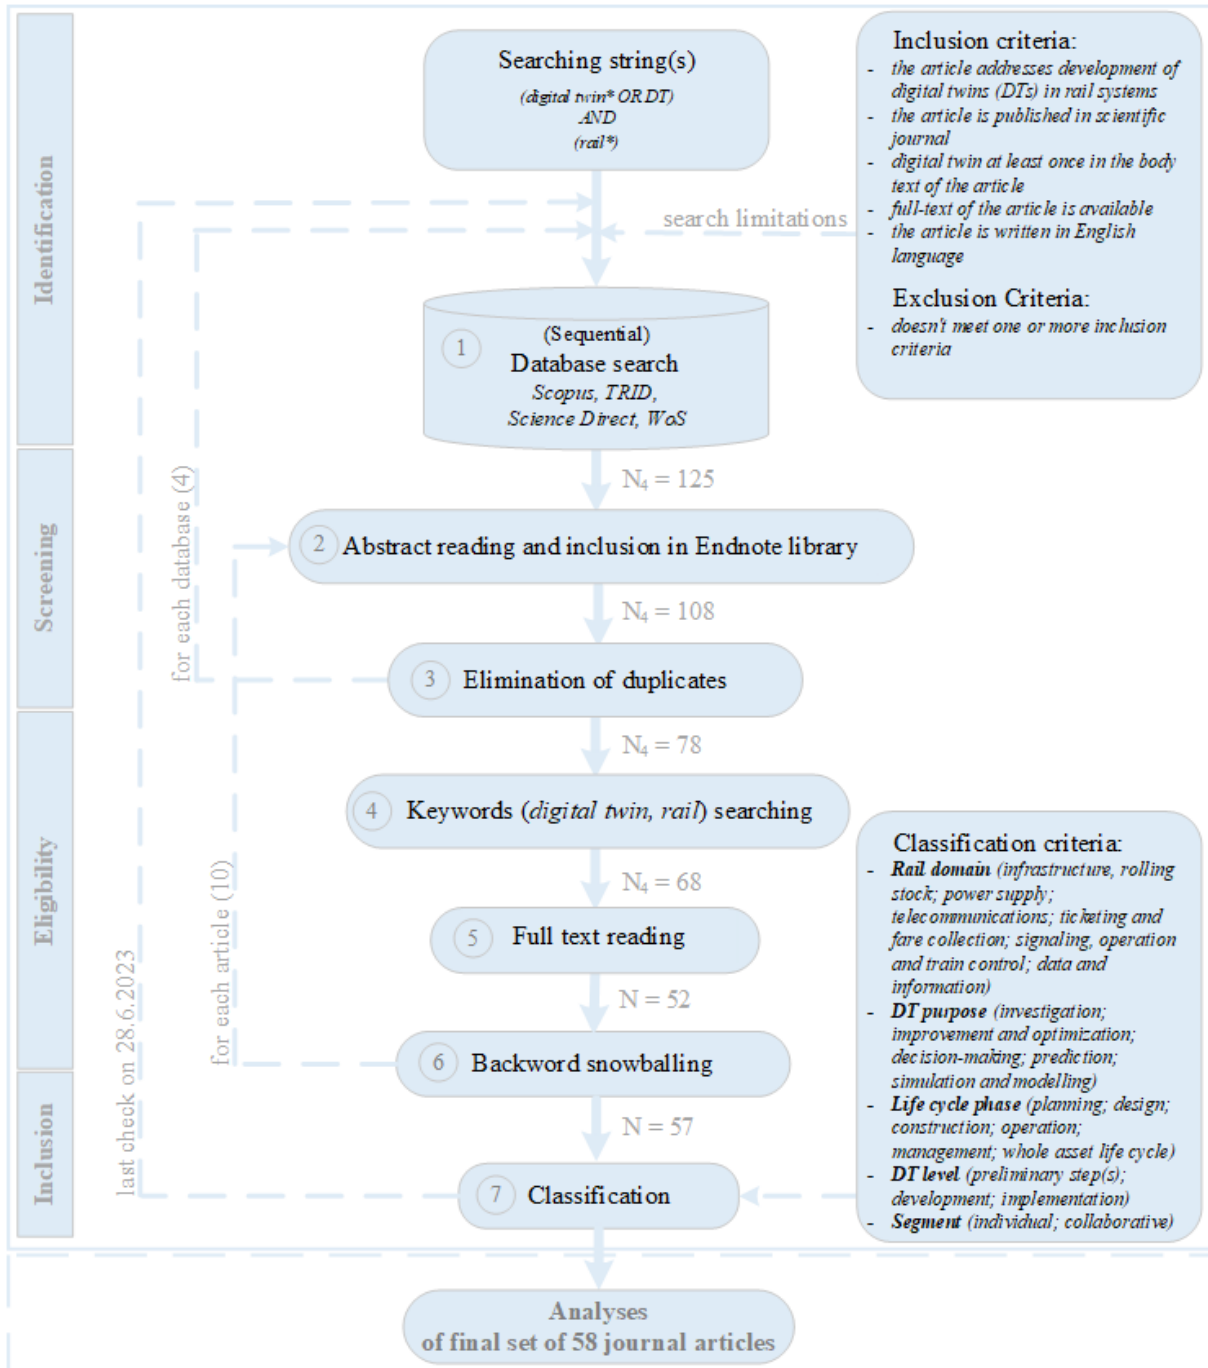 Searching string(s)
(digital twin* OR DT)
AND
(rail*)
Inclusion criteria:
- the article addresses development of
digital twins (DTs) in rail systems
- the article is published in scientific
journal
- digital twin at least once in the body
text of the article
- full-text of the article is available
- the article is written in English
language
Exclusion Criteria:
- doesn't meet one or more inclusion
criteria
search limitations
Identification
1
(Sequential)
Database search
Scopus, TRID,
Science Direct, WoS
N4 = 125
Screening
2 Abstract reading and inclusion in Endnote library
N4 = 108
3 Elimination of duplicates
for each database (4)
N4 = 78
Eligibility
4 Keywords (digital twin, rail) searching
N4 = 68
5 Full text reading
N = 52
6 Backword snowballing
for each article (10)
N = 57
Inclusion
7 Classification
last check on 28.6.2023
Classification criteria:
- Rail domain (infrastructure, rolling
stock; power supply;
telecommunications; ticketing and
fare collection; signaling, operation
and train control; data and
information)
- DT purpose (investigation;
improvement and optimization;
decision-making; prediction;
simulation and modelling)
- Life cycle phase (planning; design;
construction; operation;
management; whole asset life cycle)
- DT level (preliminary step(s);
development; implementation)
- Segment (individual; collaborative)
Analyses
of final set of 58 journal articles